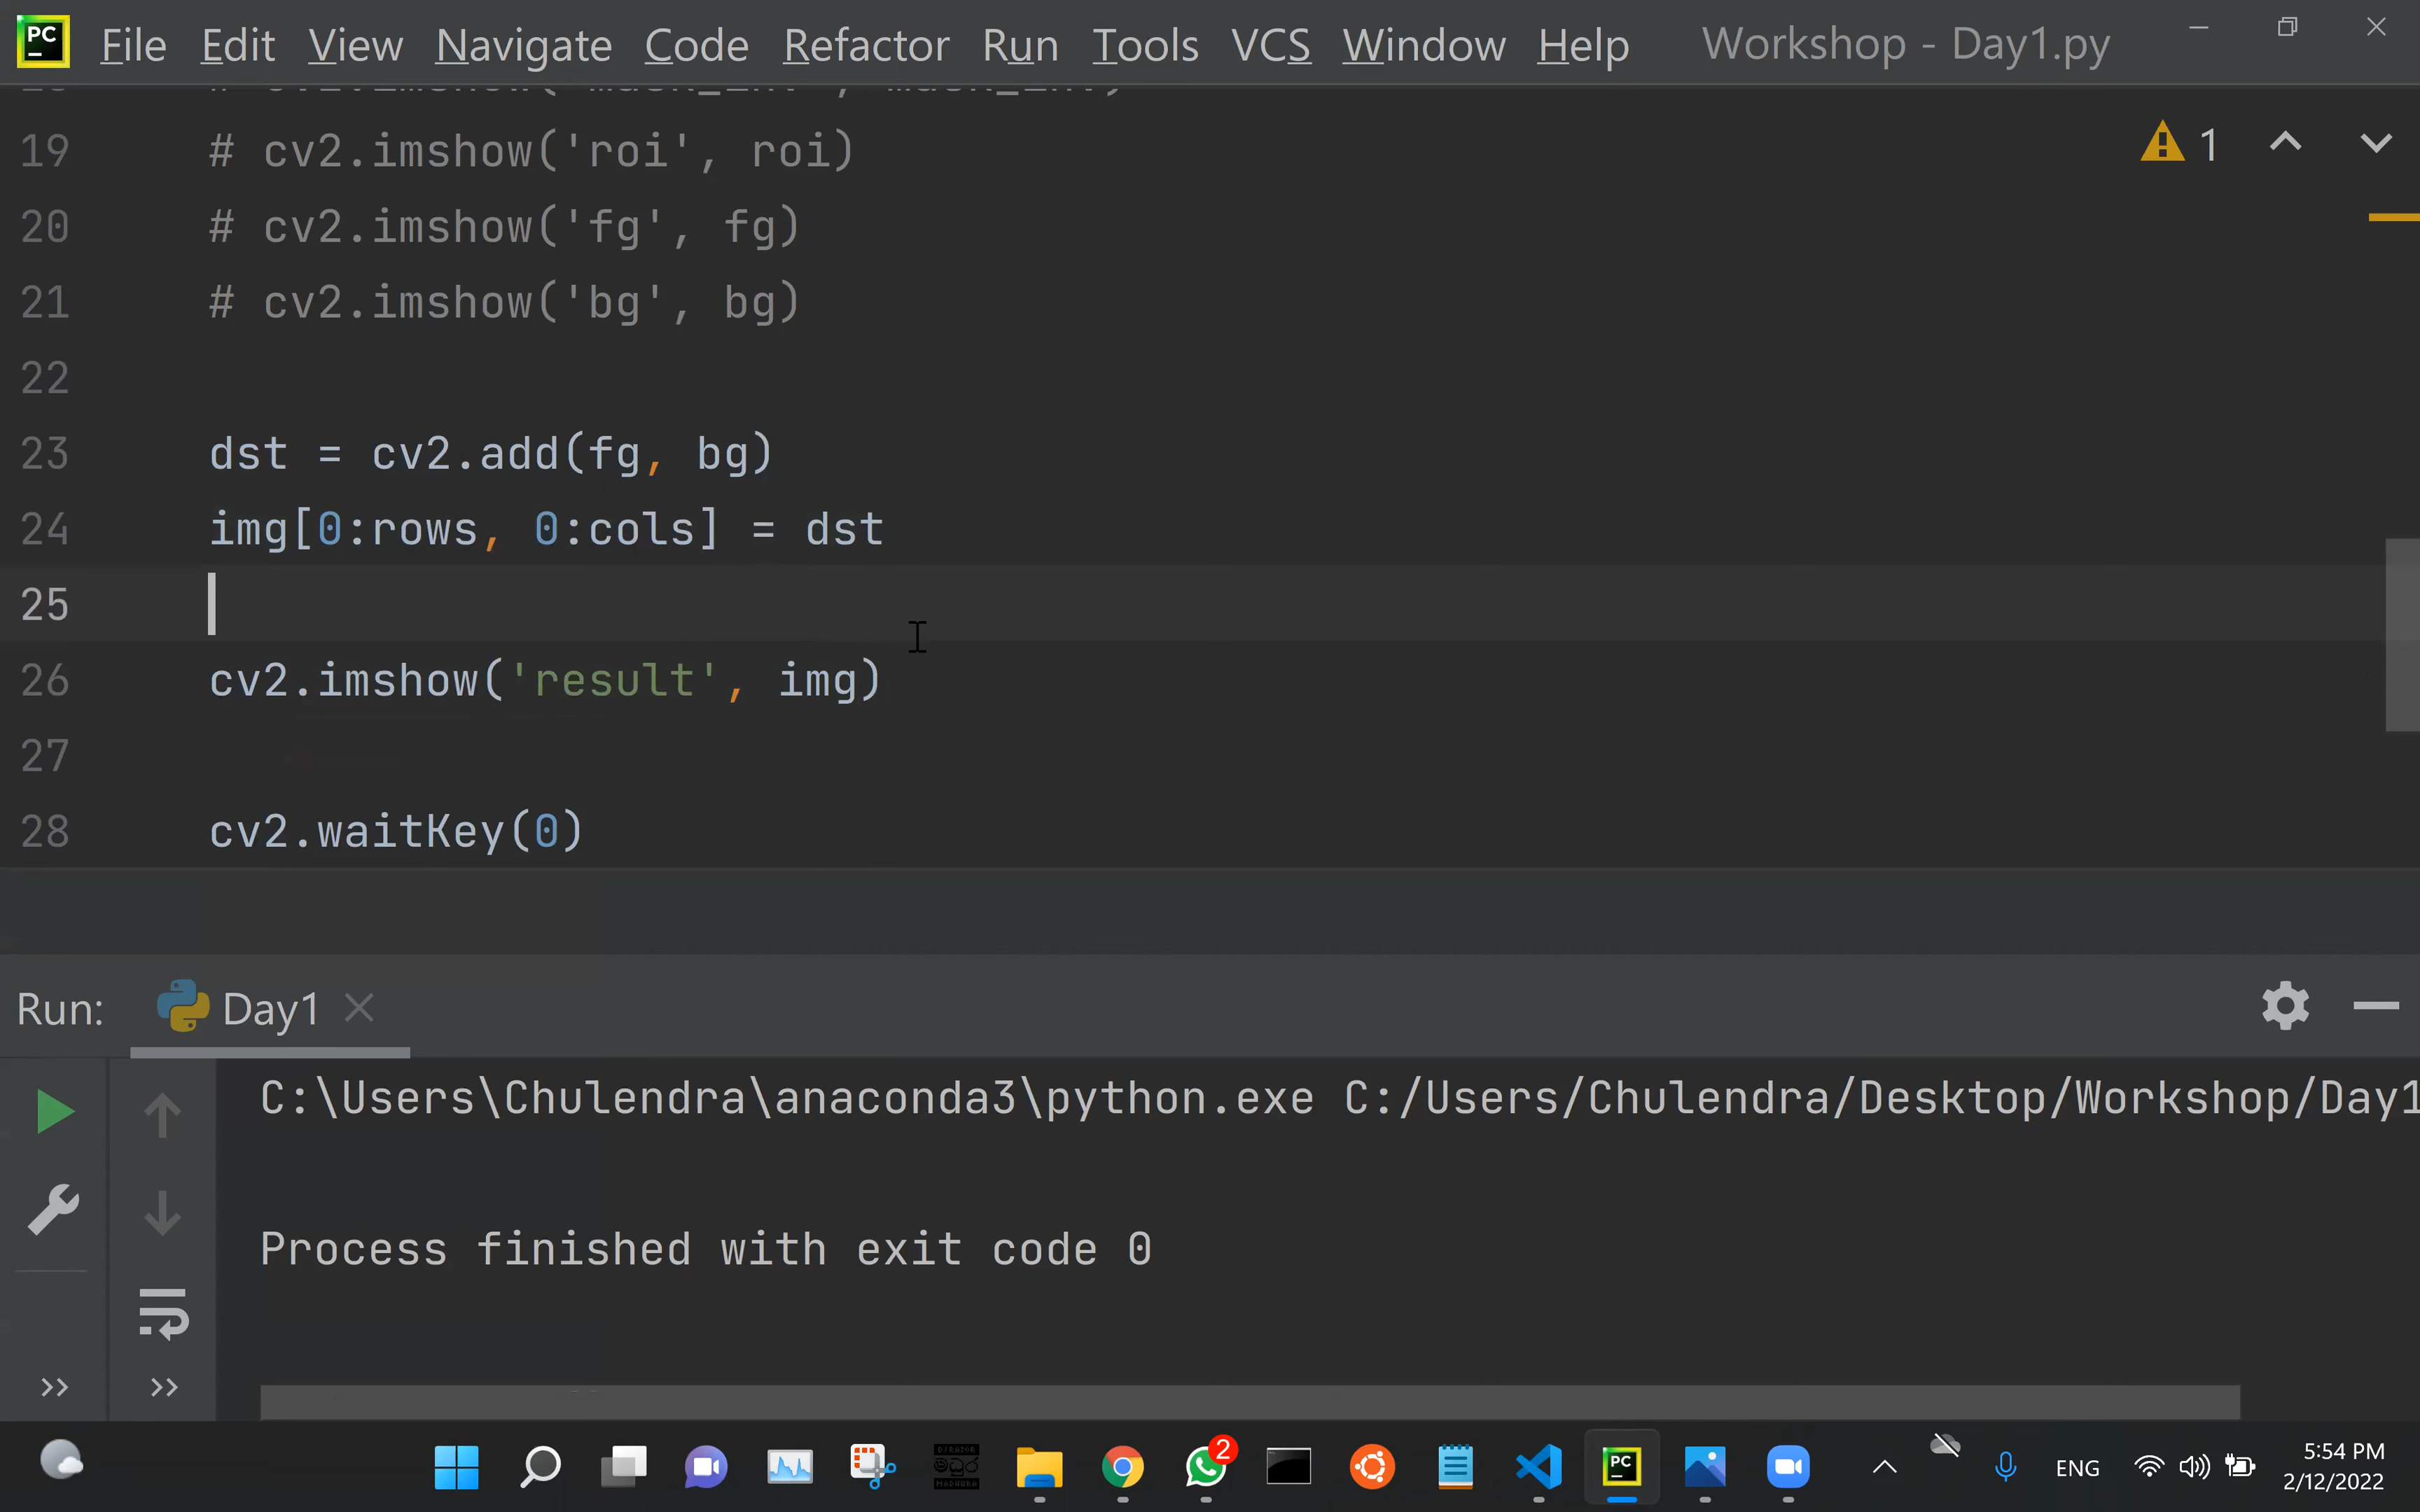 PC File Edit View Navigate Code Refactor Run Tools VCS Window Help Workshop - Day1.py
19 # cv2.imshow('roi', roi)
1
20 # cv2.imshow('fg', fg)
21 # cv2.imshow('bg', bg)
22
23 dst = cv2.add(fg, bg)
24 img[0:rows, 0:cols] = dst
25
26 cv2.imshow('result', img)
27
28 cv2.waitKey(0)
Run: Day1
C:\Users\Chulendra\anaconda3\python.exe C:/Users/Chulendra/Desktop/Workshop/Day1
Process finished with exit code 0
2
PC
ENG
5:54 PM
2/12/2022